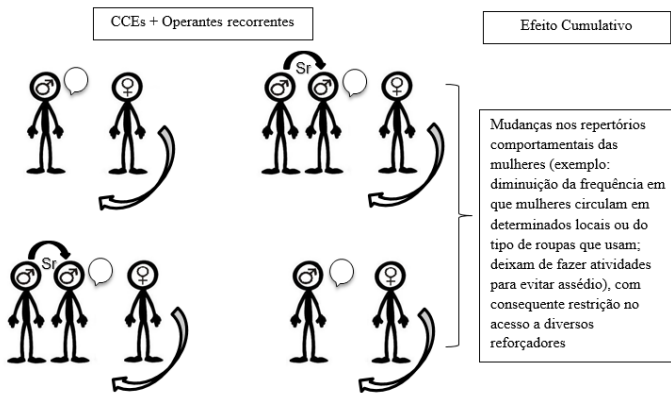 CCEs + Operantes recorrentes
Efeito Cumulativo
Sr
Mudanças nos repertórios
comportamentais das
mulheres (exemplo:
diminuição da frequência em
que mulheres circulam em
determinados locais ou do
tipo de roupas que usam;
deixam de fazer atividades
para evitar assédio), com
consequente restrição no
acesso a diversos
reforçadores
Sr